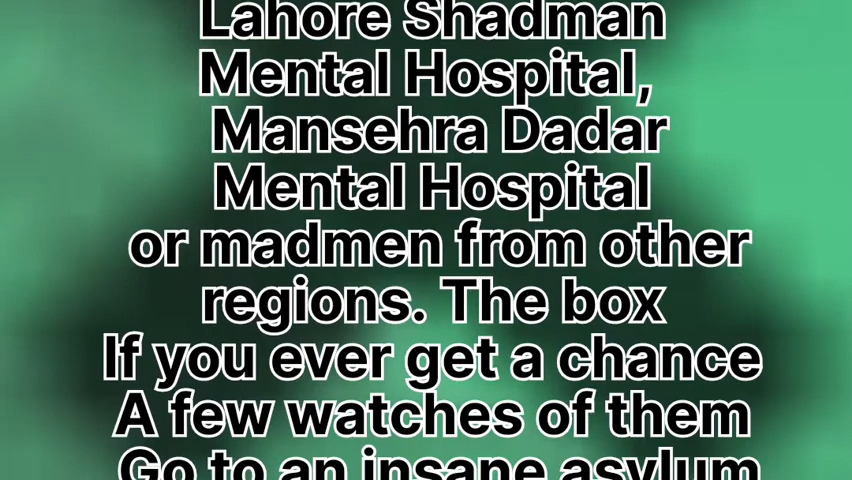 Lahore Shadman
Mental Hospital,
Mansehra Dadar
Mental Hospital
or madmen from other
regions. The box
If you ever get a chance
A few watches of them
Go to an insane asylum